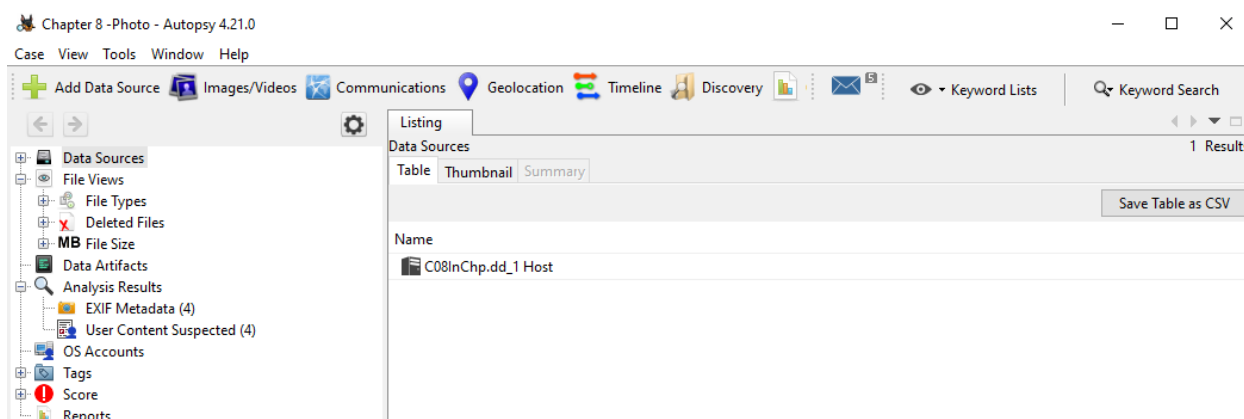 Chapter 8 -Photo - Autopsy 4.21.0
Case View Tools Window Help
Add Data Source Images/Videos Communications Geolocation Timeline Discovery 5 Keyword Lists Keyword Search
Listing
Data Sources 1 Result
Table Thumbnail Summary
Save Table as CSV
Name
C08InChp.dd_1 Host
Data Sources
File Views
File Types
Deleted Files
MB File Size
Data Artifacts
Analysis Results
EXIF Metadata (4)
User Content Suspected (4)
OS Accounts
Tags
Score
Reports